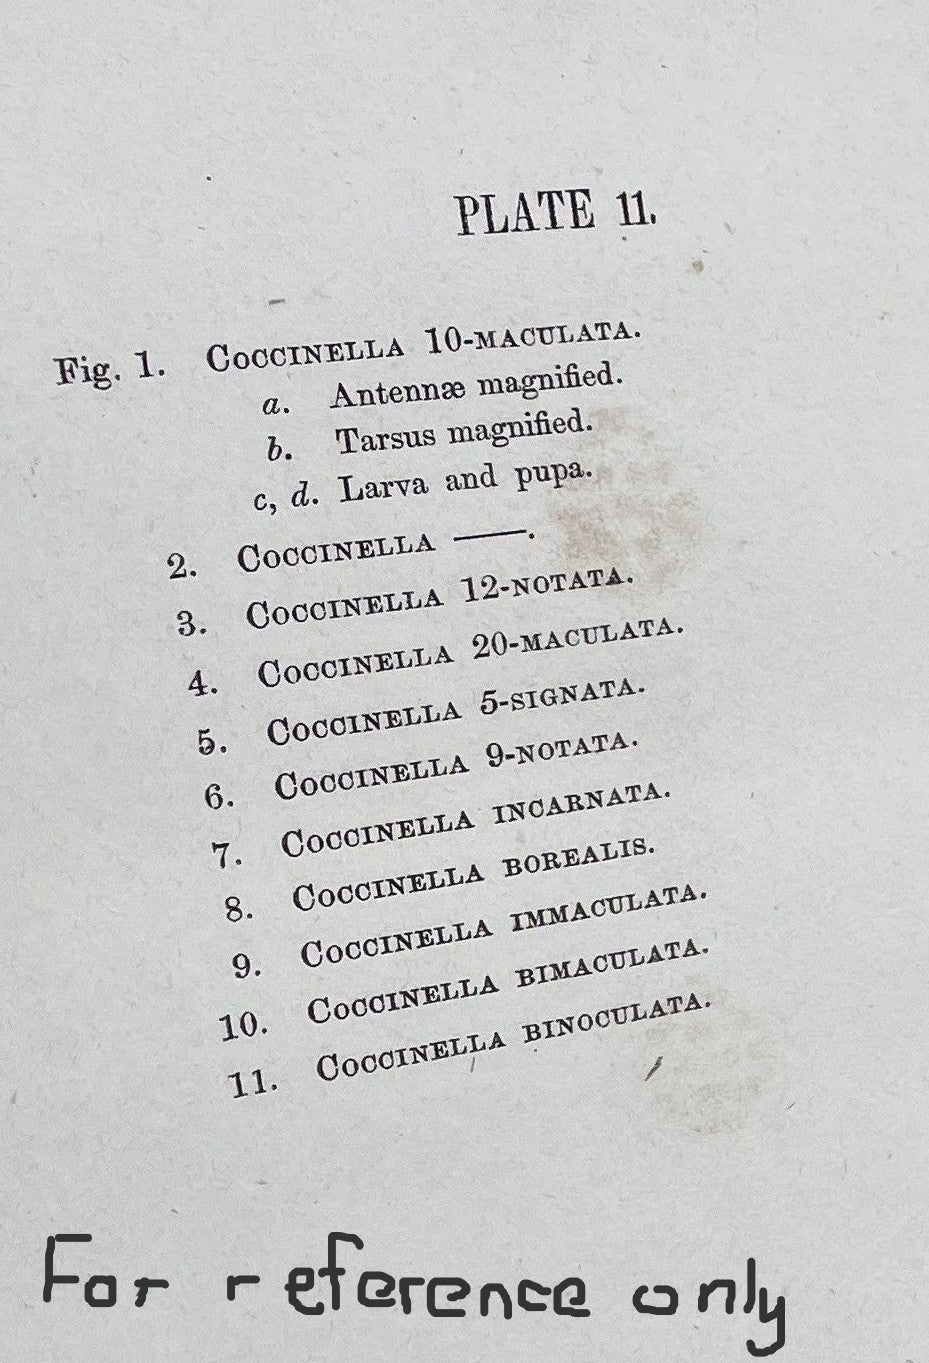 PLATE 11.
Fig. 1. COCCINELLA 10-MACULATA.
a. Antennæ magnified.
b. Tarsus magnified.
c, d. Larva and pupa.
2. COCCINELLA ——.
3. COCCINELLA 12-NOTATA.
4. COCCINELLA 20-MACULATA.
5. COCCINELLA 5-SIGNATA.
6. COCCINELLA 9-NOTATA.
7. COCCINELLA INCARNATA.
8. COCCINELLA BOREALIS.
9. COCCINELLA IMMACULATA.
10. COCCINELLA BIMACULATA.
11. COCCINELLA BINOCULATA.
For reference only